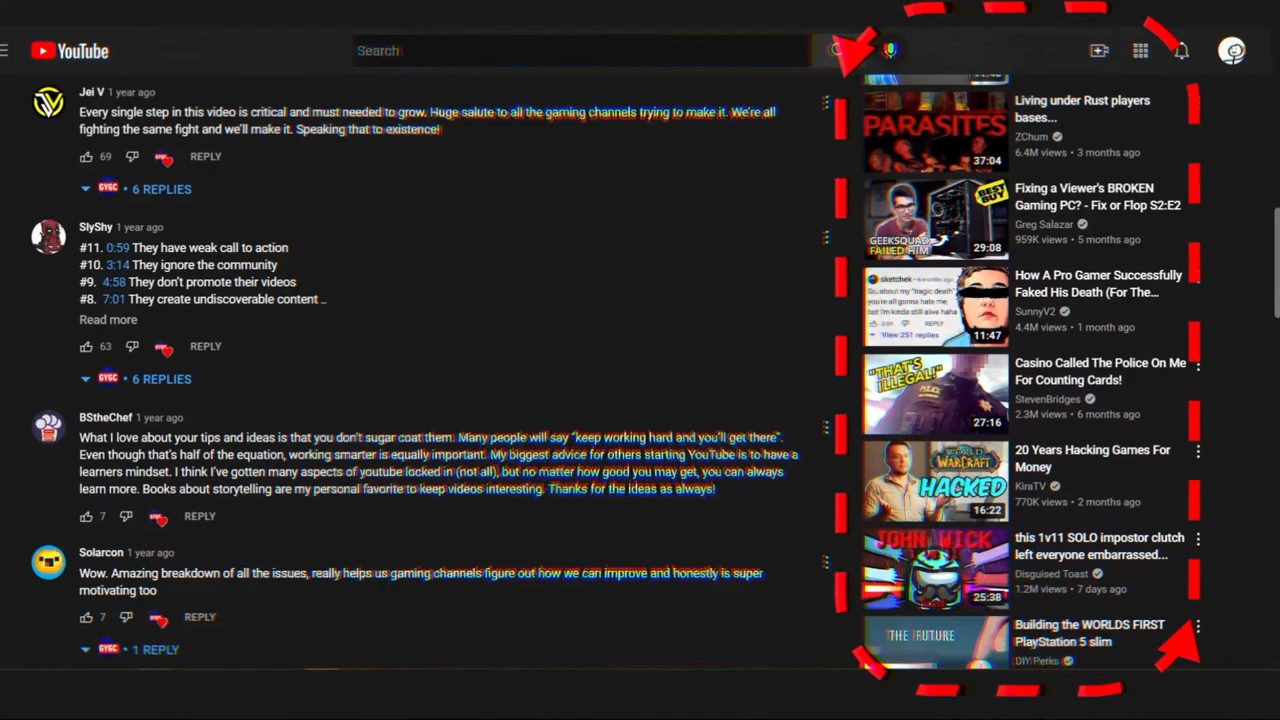 YouTube
Search
Jei V 1 year ago
Every single step in this video is critical and must needed to grow. Huge salute to all the gaming channels trying to make it. We're all
fighting the same fight and we'll make it. Speaking that to existence!
69 REPLY
GYGC • 6 REPLIES
SlyShy 1 year ago
#11. 0:59 They have weak call to action
#10. 3:14 They ignore the community
#9. 4:58 They don't promote their videos
#8. 7:01 They create undiscoverable content ...
Read more
63 REPLY
GYGC • 6 REPLIES
BStheChef 1 year ago
What I love about your tips and ideas is that you don't sugar coat them. Many people will say "keep working hard and you'll get there".
Even though that's half of the equation, working smarter is equally important. My biggest advice for others starting YouTube is to have a
learners mindset. I think I've gotten many aspects of youtube locked in (not all), but no matter how good you may get, you can always
learn more. Books about storytelling are my personal favorite to keep videos interesting. Thanks for the ideas as always!
7 REPLY
Solarcon 1 year ago
Wow. Amazing breakdown of all the issues, really helps us gaming channels figure out how we can improve and honestly is super
motivating too
7 REPLY
GYGC • 1 REPLY
PARASITES
37:04
Living under Rust players
bases...
ZChum
6.4M views • 3 months ago
BEST BUY
GEEKSQUAD
FAILED HIM
29:08
Fixing a Viewer's BROKEN
Gaming PC? - Fix or Flop S2:E2
Greg Salazar
959K views • 5 months ago
sketchek • 6 months ago
So, about my "tragic death"
you're all gonna hate me,
but I'm kinda still alive haha
REPLY
View 251 replies
11:47
How A Pro Gamer Successfully
Faked His Death (For The...
SunnyV2
4.4M views • 1 month ago
"THAT'S
ILLEGAL!"
27:16
Casino Called The Police On Me
For Counting Cards!
StevenBridges
2.3M views • 6 months ago
WORLD
WARCRAFT
HACKED
16:22
20 Years Hacking Games For
Money
KiraTV
770K views • 2 months ago
JOHN WICK
25:38
this 1v11 SOLO impostor clutch
left everyone embarrassed...
Disguised Toast
1.2M views • 7 days ago
THE FUTURE
Building the WORLDS FIRST
PlayStation 5 slim
DIY Perks